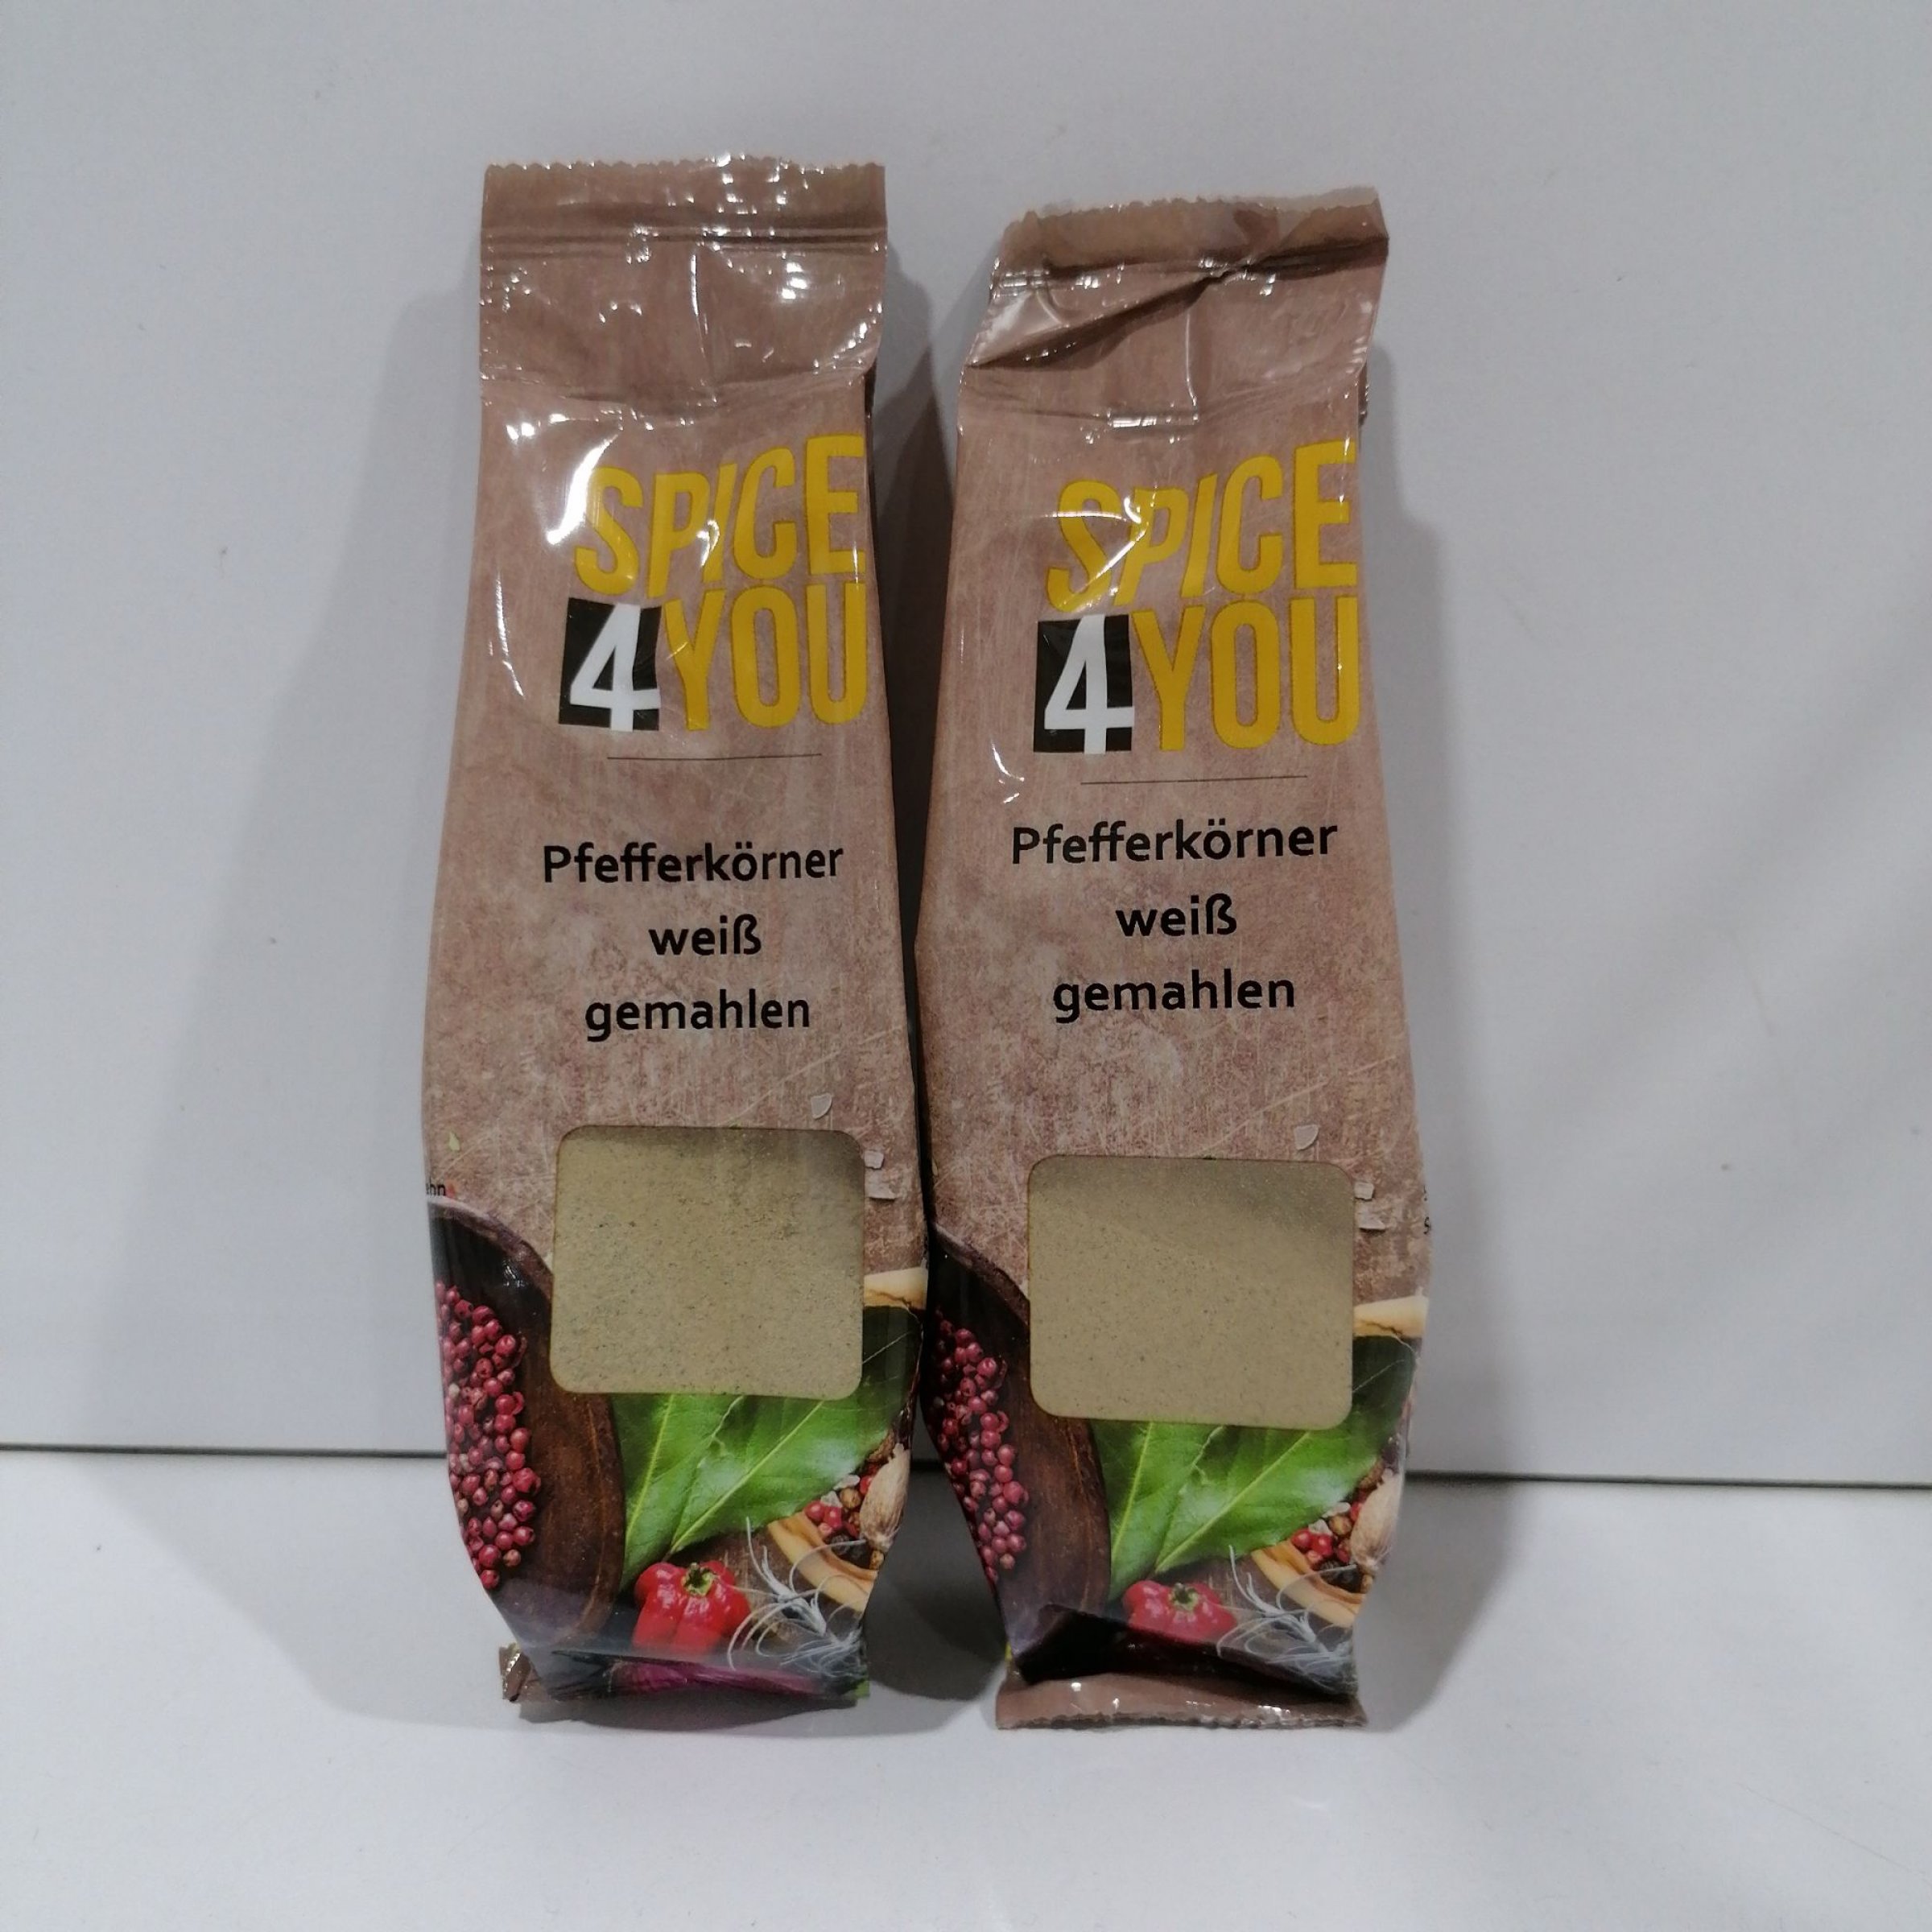 SPICE
4YOU
Pfefferkörner
weiß
gemahlen
SPICE
4YOU
Pfefferkörner
weiß
gemahlen